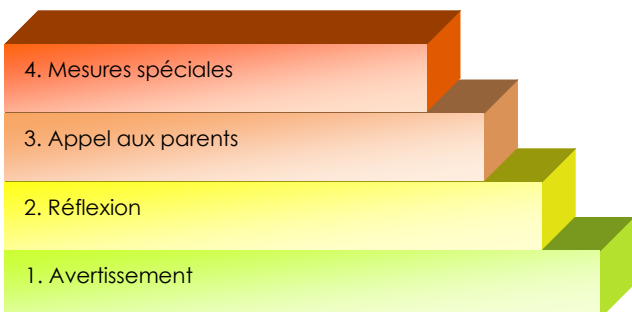 4. Mesures spéciales
3. Appel aux parents
2. Réflexion
1. Avertissement